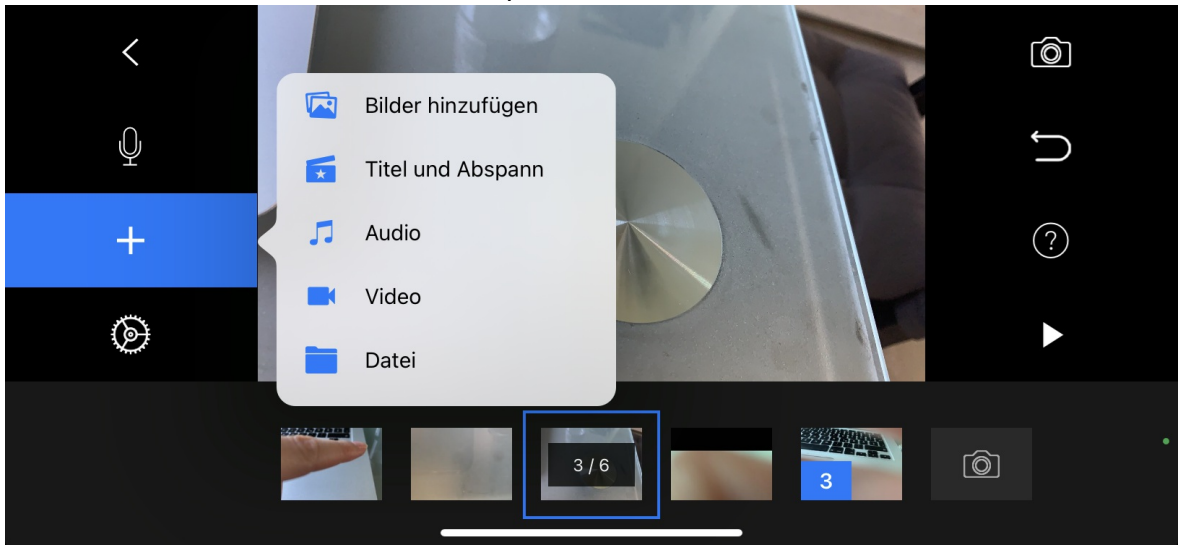 Bilder hinzufügen
Titel und Abspann
Audio
Video
Datei
3 / 6
3